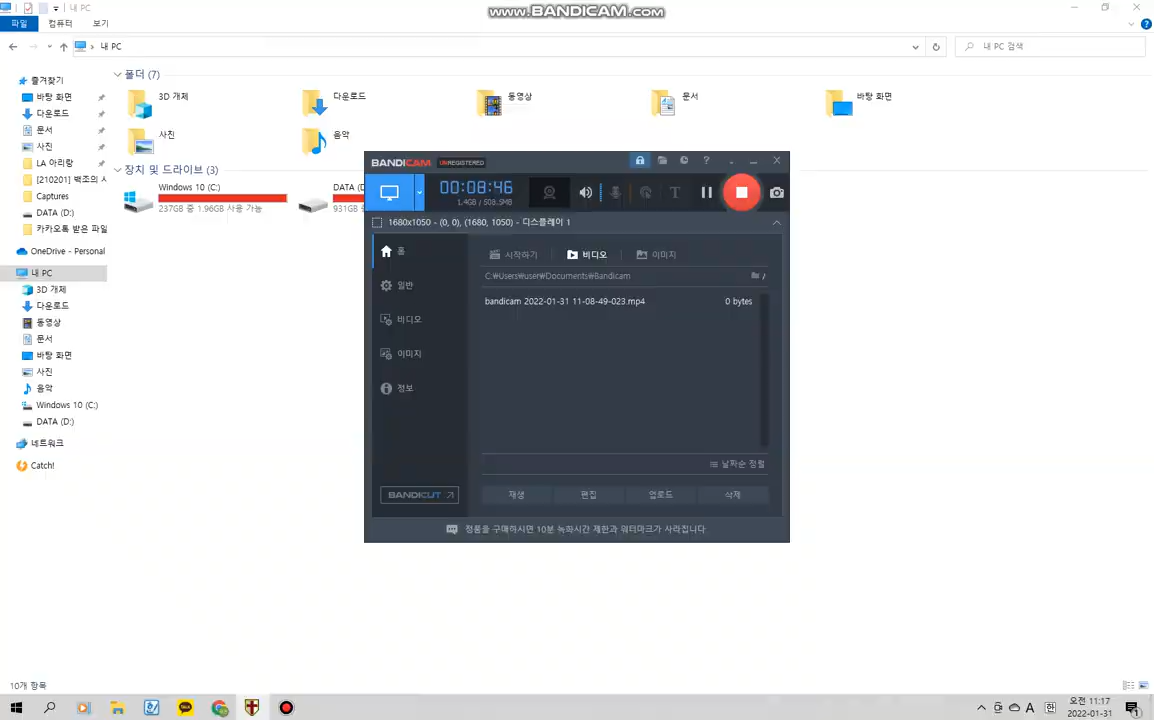 내 PC
www.BANDICAM.com
파일 컴퓨터 보기
내 PC
내 PC 검색
즐겨찾기
바탕 화면
다운로드
문서
사진
LA 아리랑
[210201] 백조의 시
Captures
DATA (D:)
카카오톡 받은 파일
OneDrive - Personal
내 PC
3D 개체
다운로드
동영상
문서
바탕 화면
사진
음악
Windows 10 (C:)
DATA (D:)
네트워크
Catch!
폴더 (7)
3D 개체
다운로드
동영상
문서
바탕 화면
사진
음악
장치 및 드라이브 (3)
Windows 10 (C:)
237GB 중 1.96GB 사용 가능
DATA (D
931GB
BANDICAM UNREGISTERED
00:08:46
1.4GB / 508.5MB
1680x1050 - (0, 0), (1680, 1050) - 디스플레이 1
홈
일반
비디오
이미지
정보
BANDICUT
시작하기 비디오 이미지
C:\Users\user\Documents\Bandicam
bandicam 2022-01-31 11-08-49-023.mp4 0 bytes
날짜순 정렬
재생 편집 업로드 삭제
정품을 구매하시면 10분 녹화시간 제한과 워터마크가 사라집니다
10개 항목
TALK
A 한 오전 11:17
2022-01-31
1